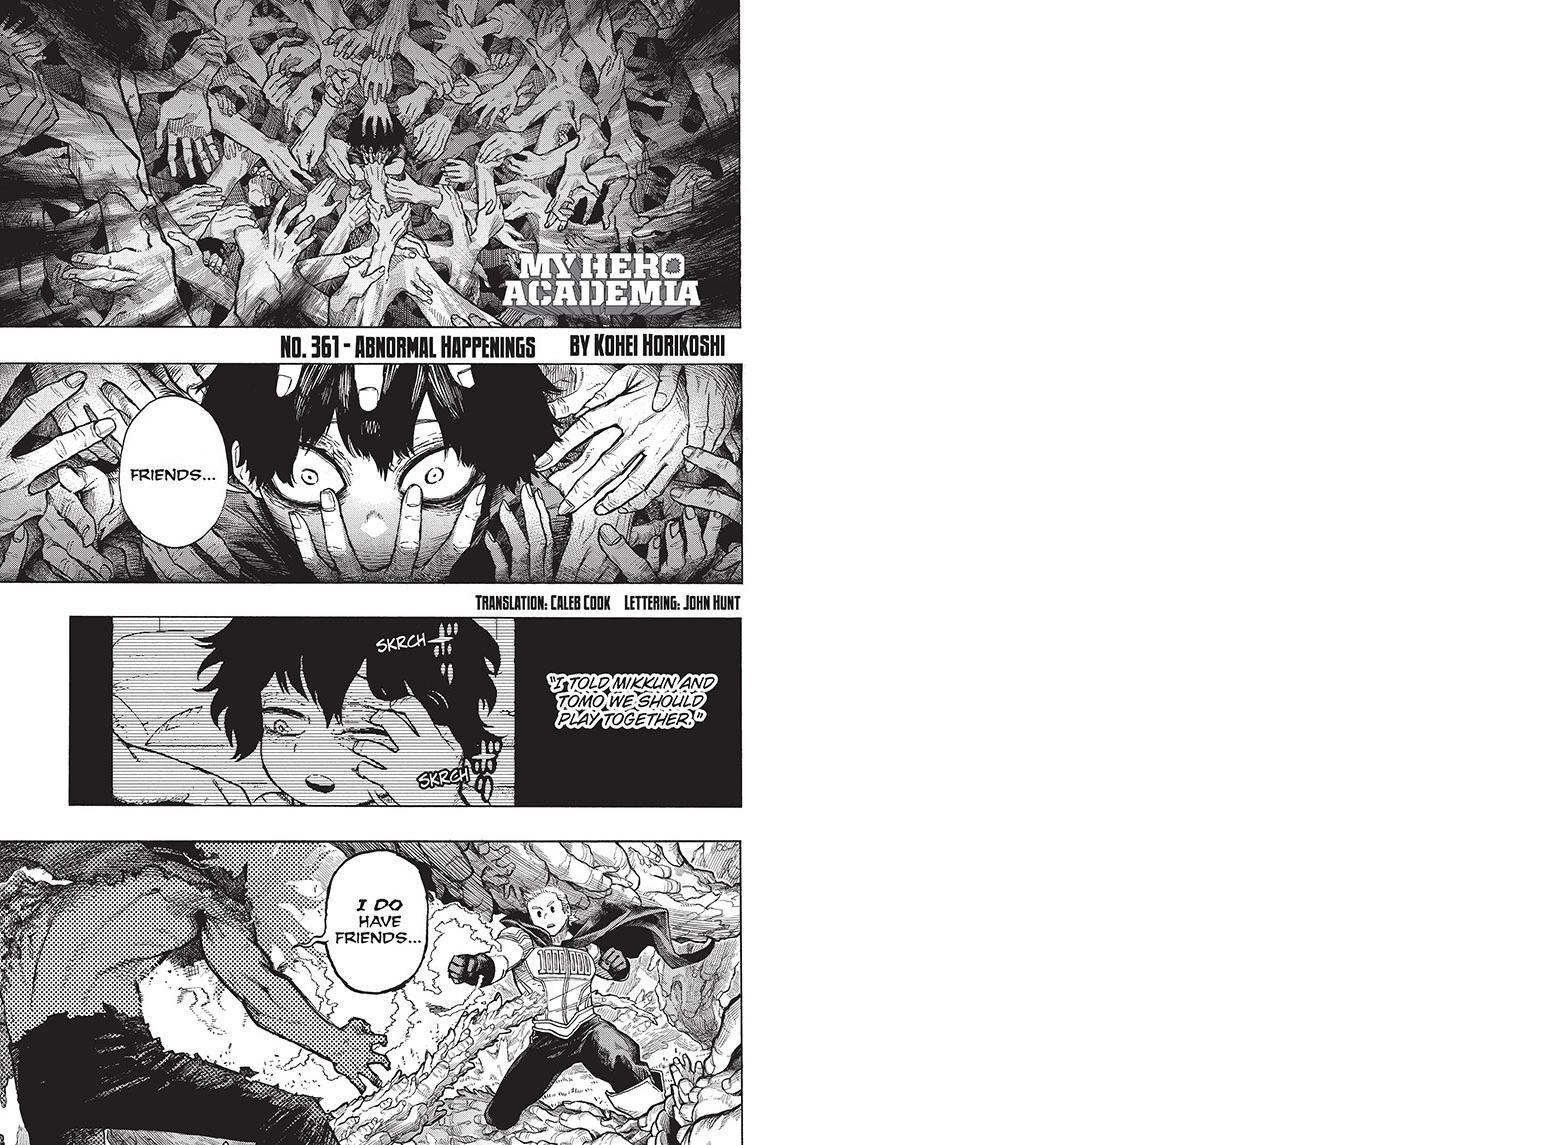 MY HERO
ACADEMIA
No. 361 - Abnormal Happenings by Kohei Horikoshi
FRIENDS...
Translation: Caleb Cook Lettering: John Hunt
"I TOLD MIKKUN AND
TOMO WE SHOULD
PLAY TOGETHER."
SKRCH
SKRCH
I DO
HAVE
FRIENDS...